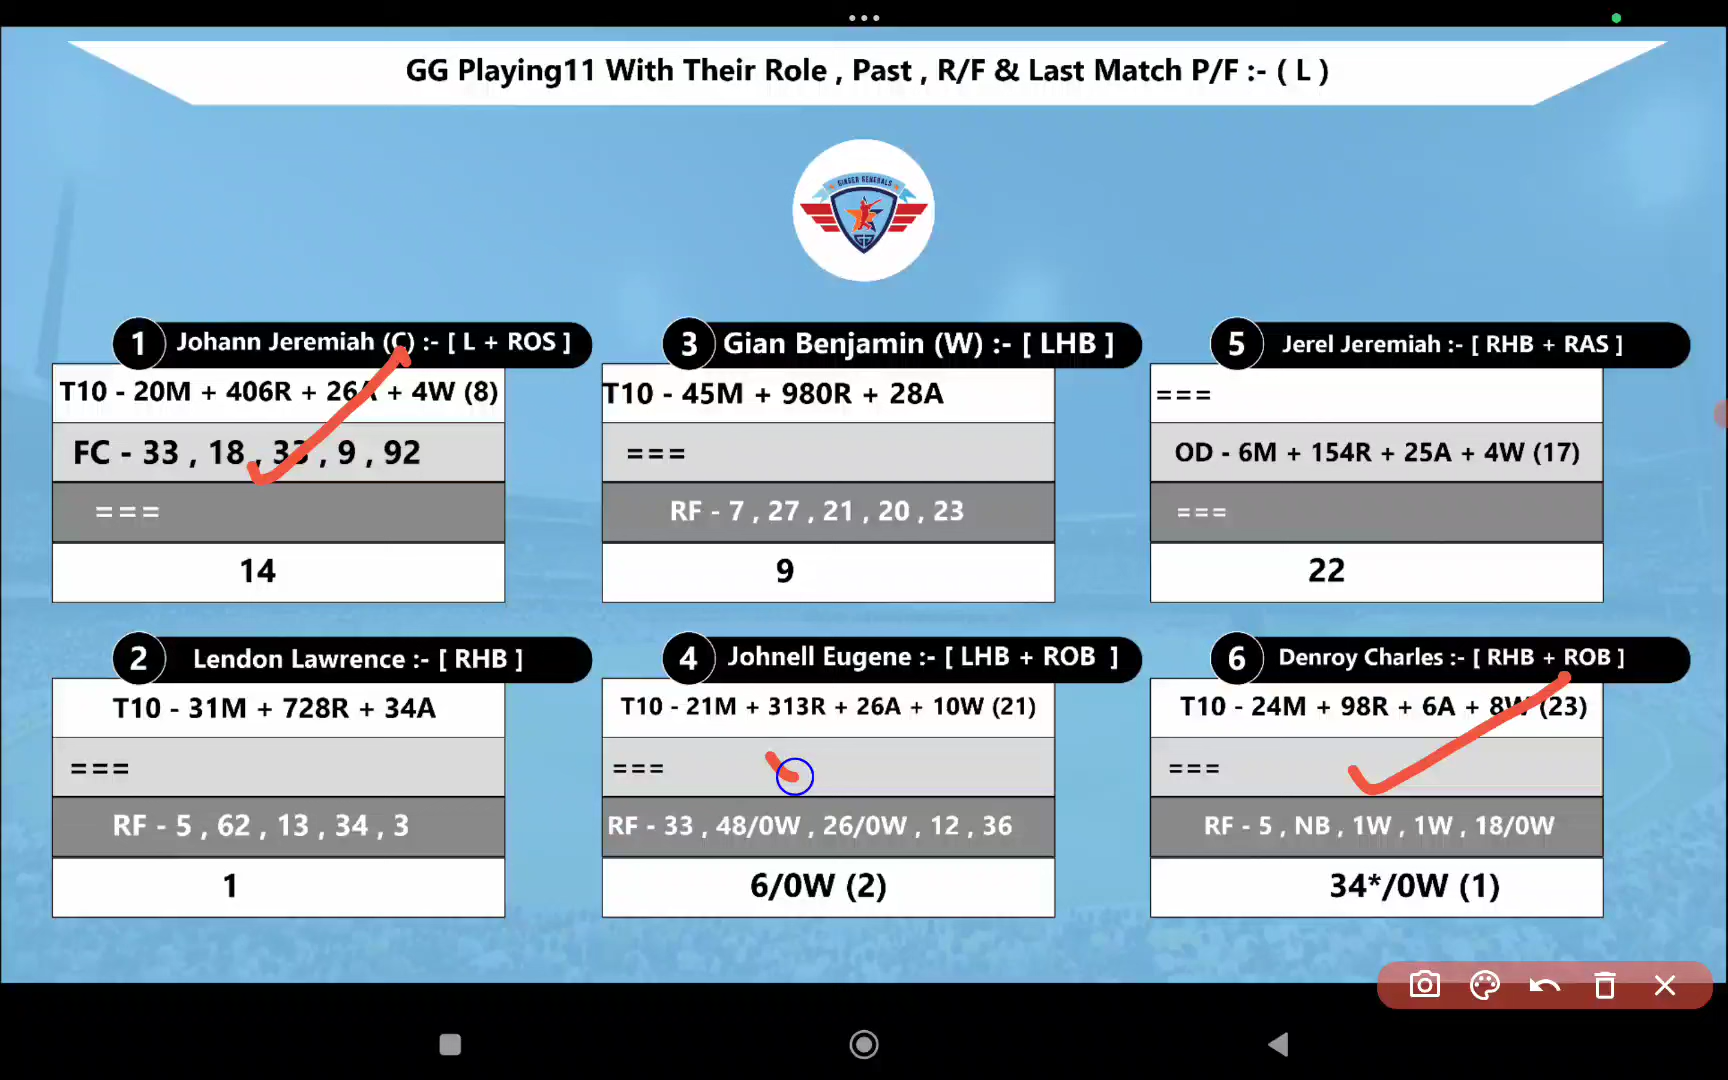 GG Playing11 With Their Role , Past , R/F & Last Match P/F :- ( L )
GINGER GENERALS
1 Johann Jeremiah (C) :- [ L + ROS ]
T10 - 20M + 406R + 26A + 4W (8)
FC - 33 , 18 , 33 , 9 , 92
===
14
2 Lendon Lawrence :- [ RHB ]
T10 - 31M + 728R + 34A
===
RF - 5 , 62 , 13 , 34 , 3
1
3 Gian Benjamin (W) :- [ LHB ]
T10 - 45M + 980R + 28A
===
RF - 7 , 27 , 21 , 20 , 23
9
4 Johnell Eugene :- [ LHB + ROB ]
T10 - 21M + 313R + 26A + 10W (21)
===
RF - 33 , 48/0W , 26/0W , 12 , 36
6/0W (2)
5 Jerel Jeremiah :- [ RHB + RAS ]
===
OD - 6M + 154R + 25A + 4W (17)
===
22
6 Denroy Charles :- [ RHB + ROB ]
T10 - 24M + 98R + 6A + 8W (23)
===
RF - 5 , NB , 1W , 1W , 18/0W
34*/0W (1)